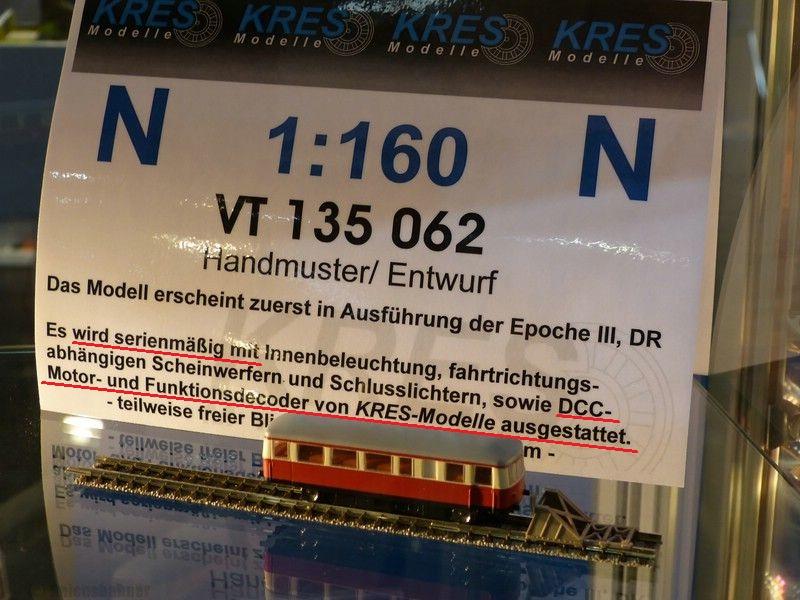 KRES KRES KRES KRES
Modelle Modelle Modelle Modelle
N 1:160 N
VT 135 062
Handmuster/ Entwurf
Das Modell erscheint zuerst in Ausführung der Epoche III, DR
Es wird serienmäßig mit Innenbeleuchtung, fahrtrichtungs-
abhängigen Scheinwerfern und Schlusslichtern, sowie DCC-
Motor- und Funktionsdecoder von KRES-Modelle ausgestattet.
- teilweise freier -